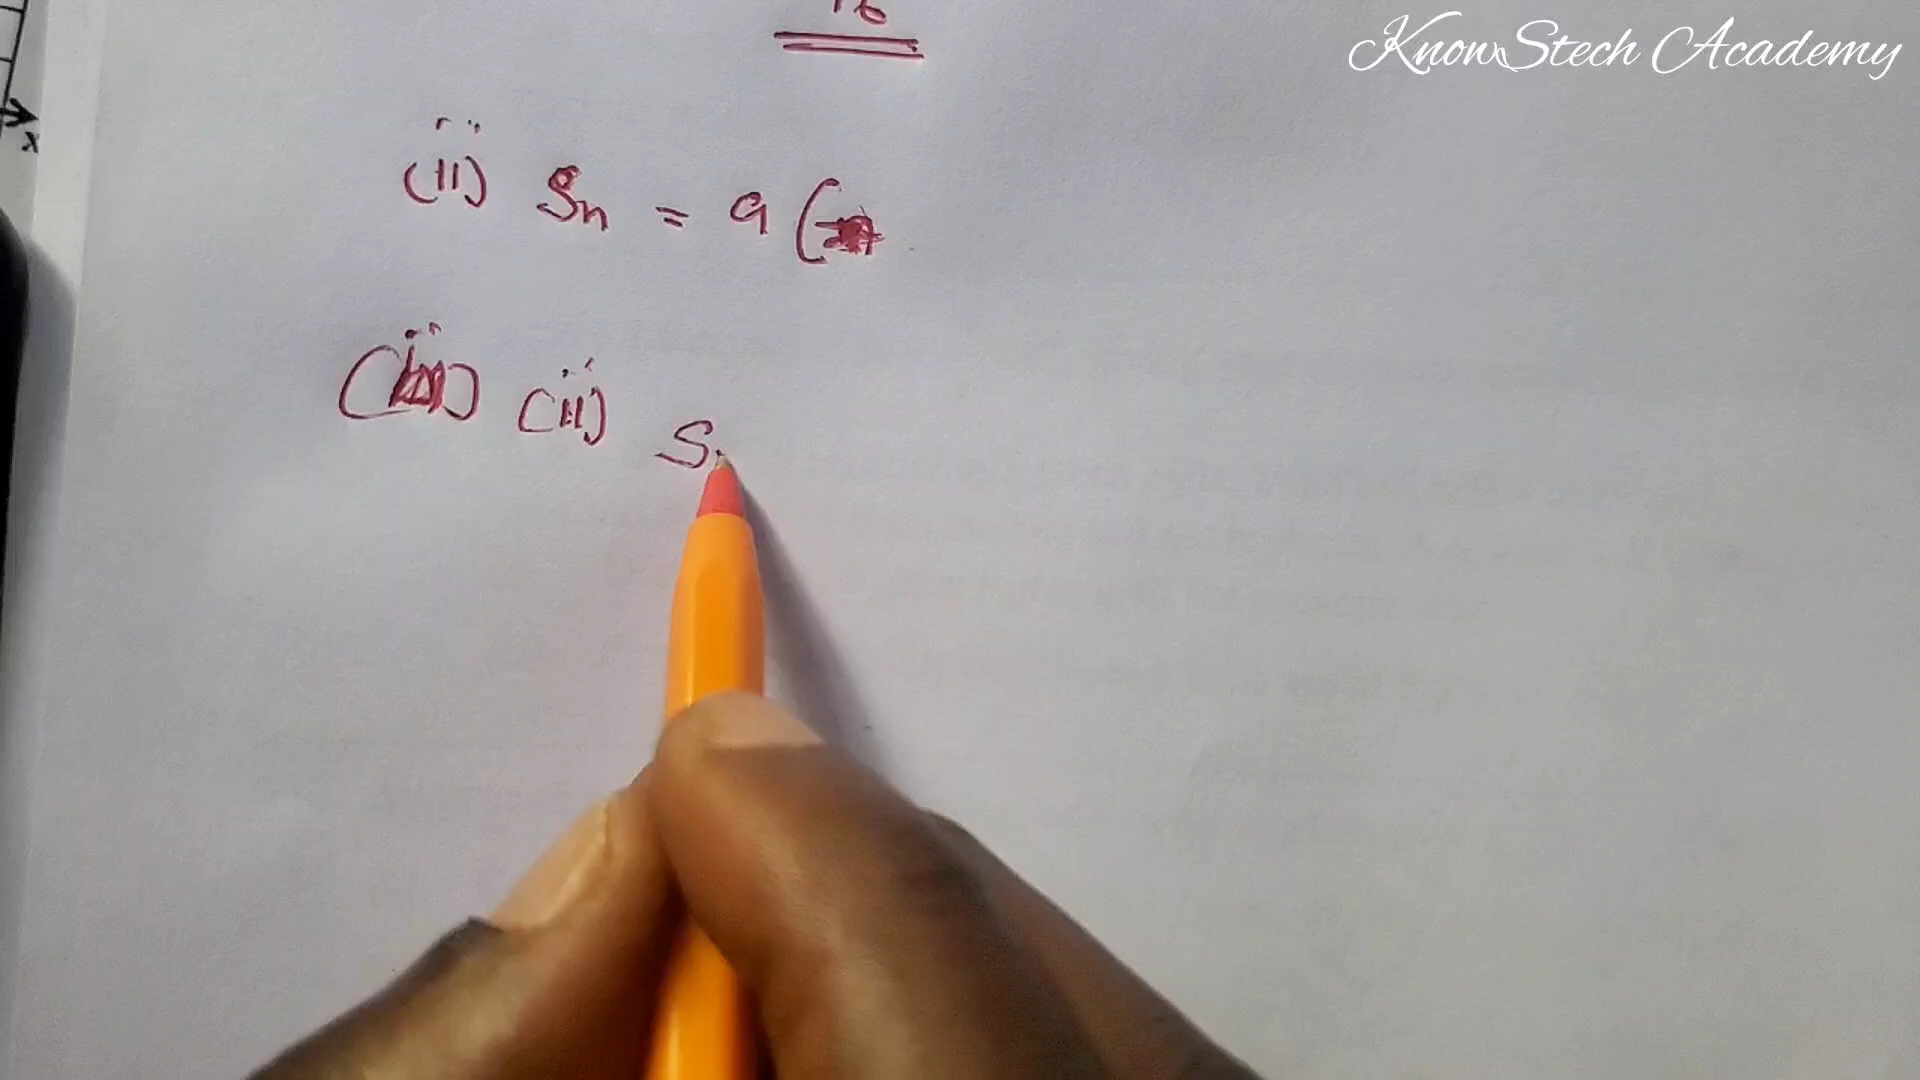 KnowStech Academy
x
(ii) Sn = a (
(ii) S